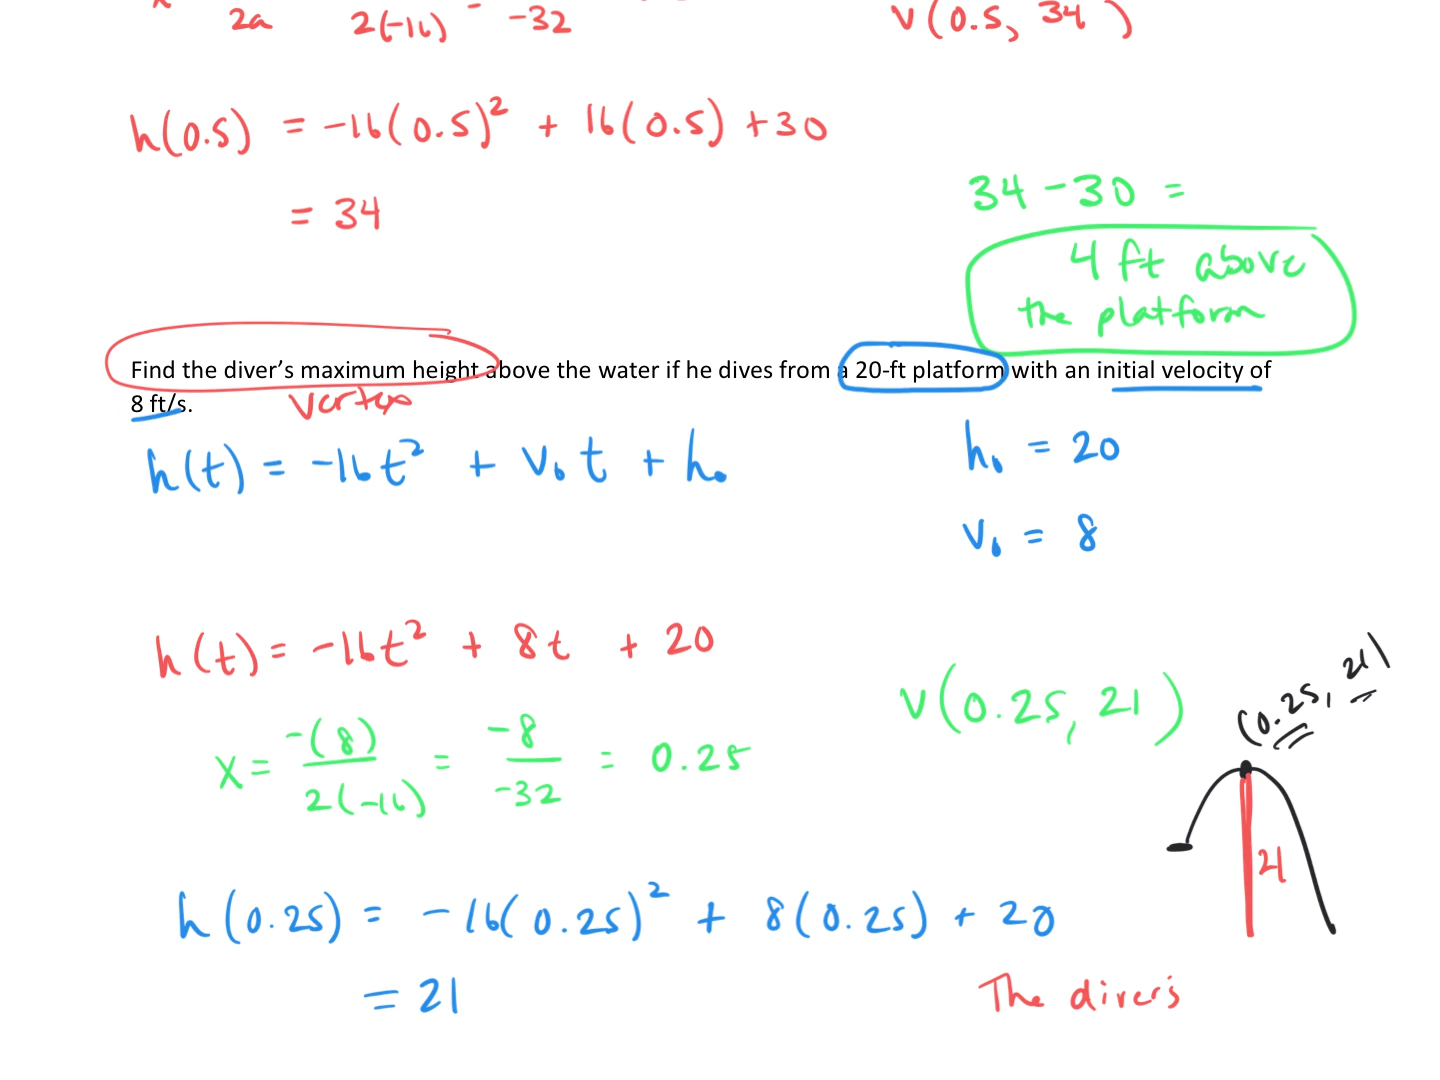 2a 2(-16) = -32 V(0.5, 34)
h(0.5) = -16(0.5)² + 16(0.5) +30
= 34
34 - 30 =
4 ft above
the platform
Find the diver's maximum height above the water if he dives from a 20-ft platform with an initial velocity of
8 ft/s.
vertex
h(t) = -16t² + v₀t + h₀
h₀ = 20
v₀ = 8
h(t) = -16t² + 8t + 20
x = -(8)/2(-16) = -8/-32 = 0.25
V(0.25, 21)
(0.25, 21)
21
h(0.25) = -16(0.25)² + 8(0.25) + 20
= 21
The diver's